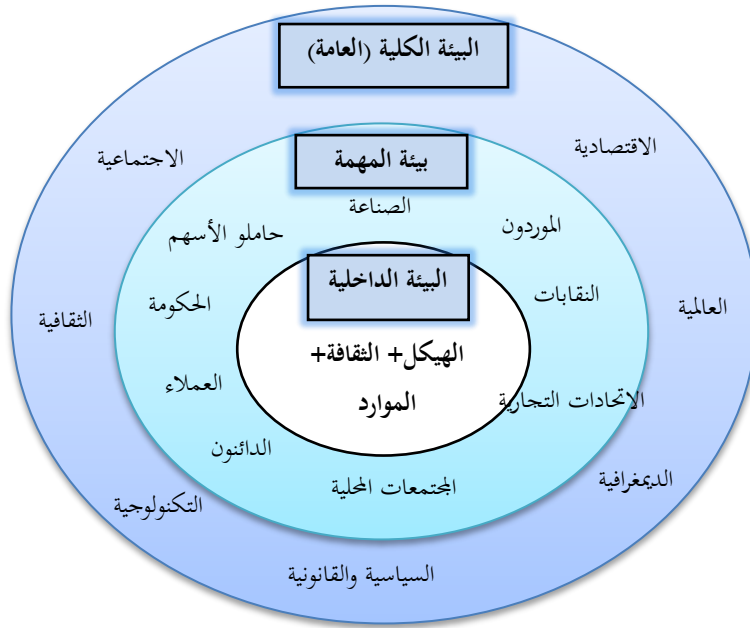 البيئة الكلية (العامة)
الاقتصادية
الاجتماعية
بيئة المهمة
الصناعة
الموردون
حاملو الأسهم
البيئة الداخلية
النقابات
الحكومة
العالمية
الثقافية
الهيكل+ الثقافة+
الموارد
العملاء
الاتحادات التجارية
الدائنون
المجتمعات المحلية
الديمغرافية
التكنولوجية
السياسية والقانونية